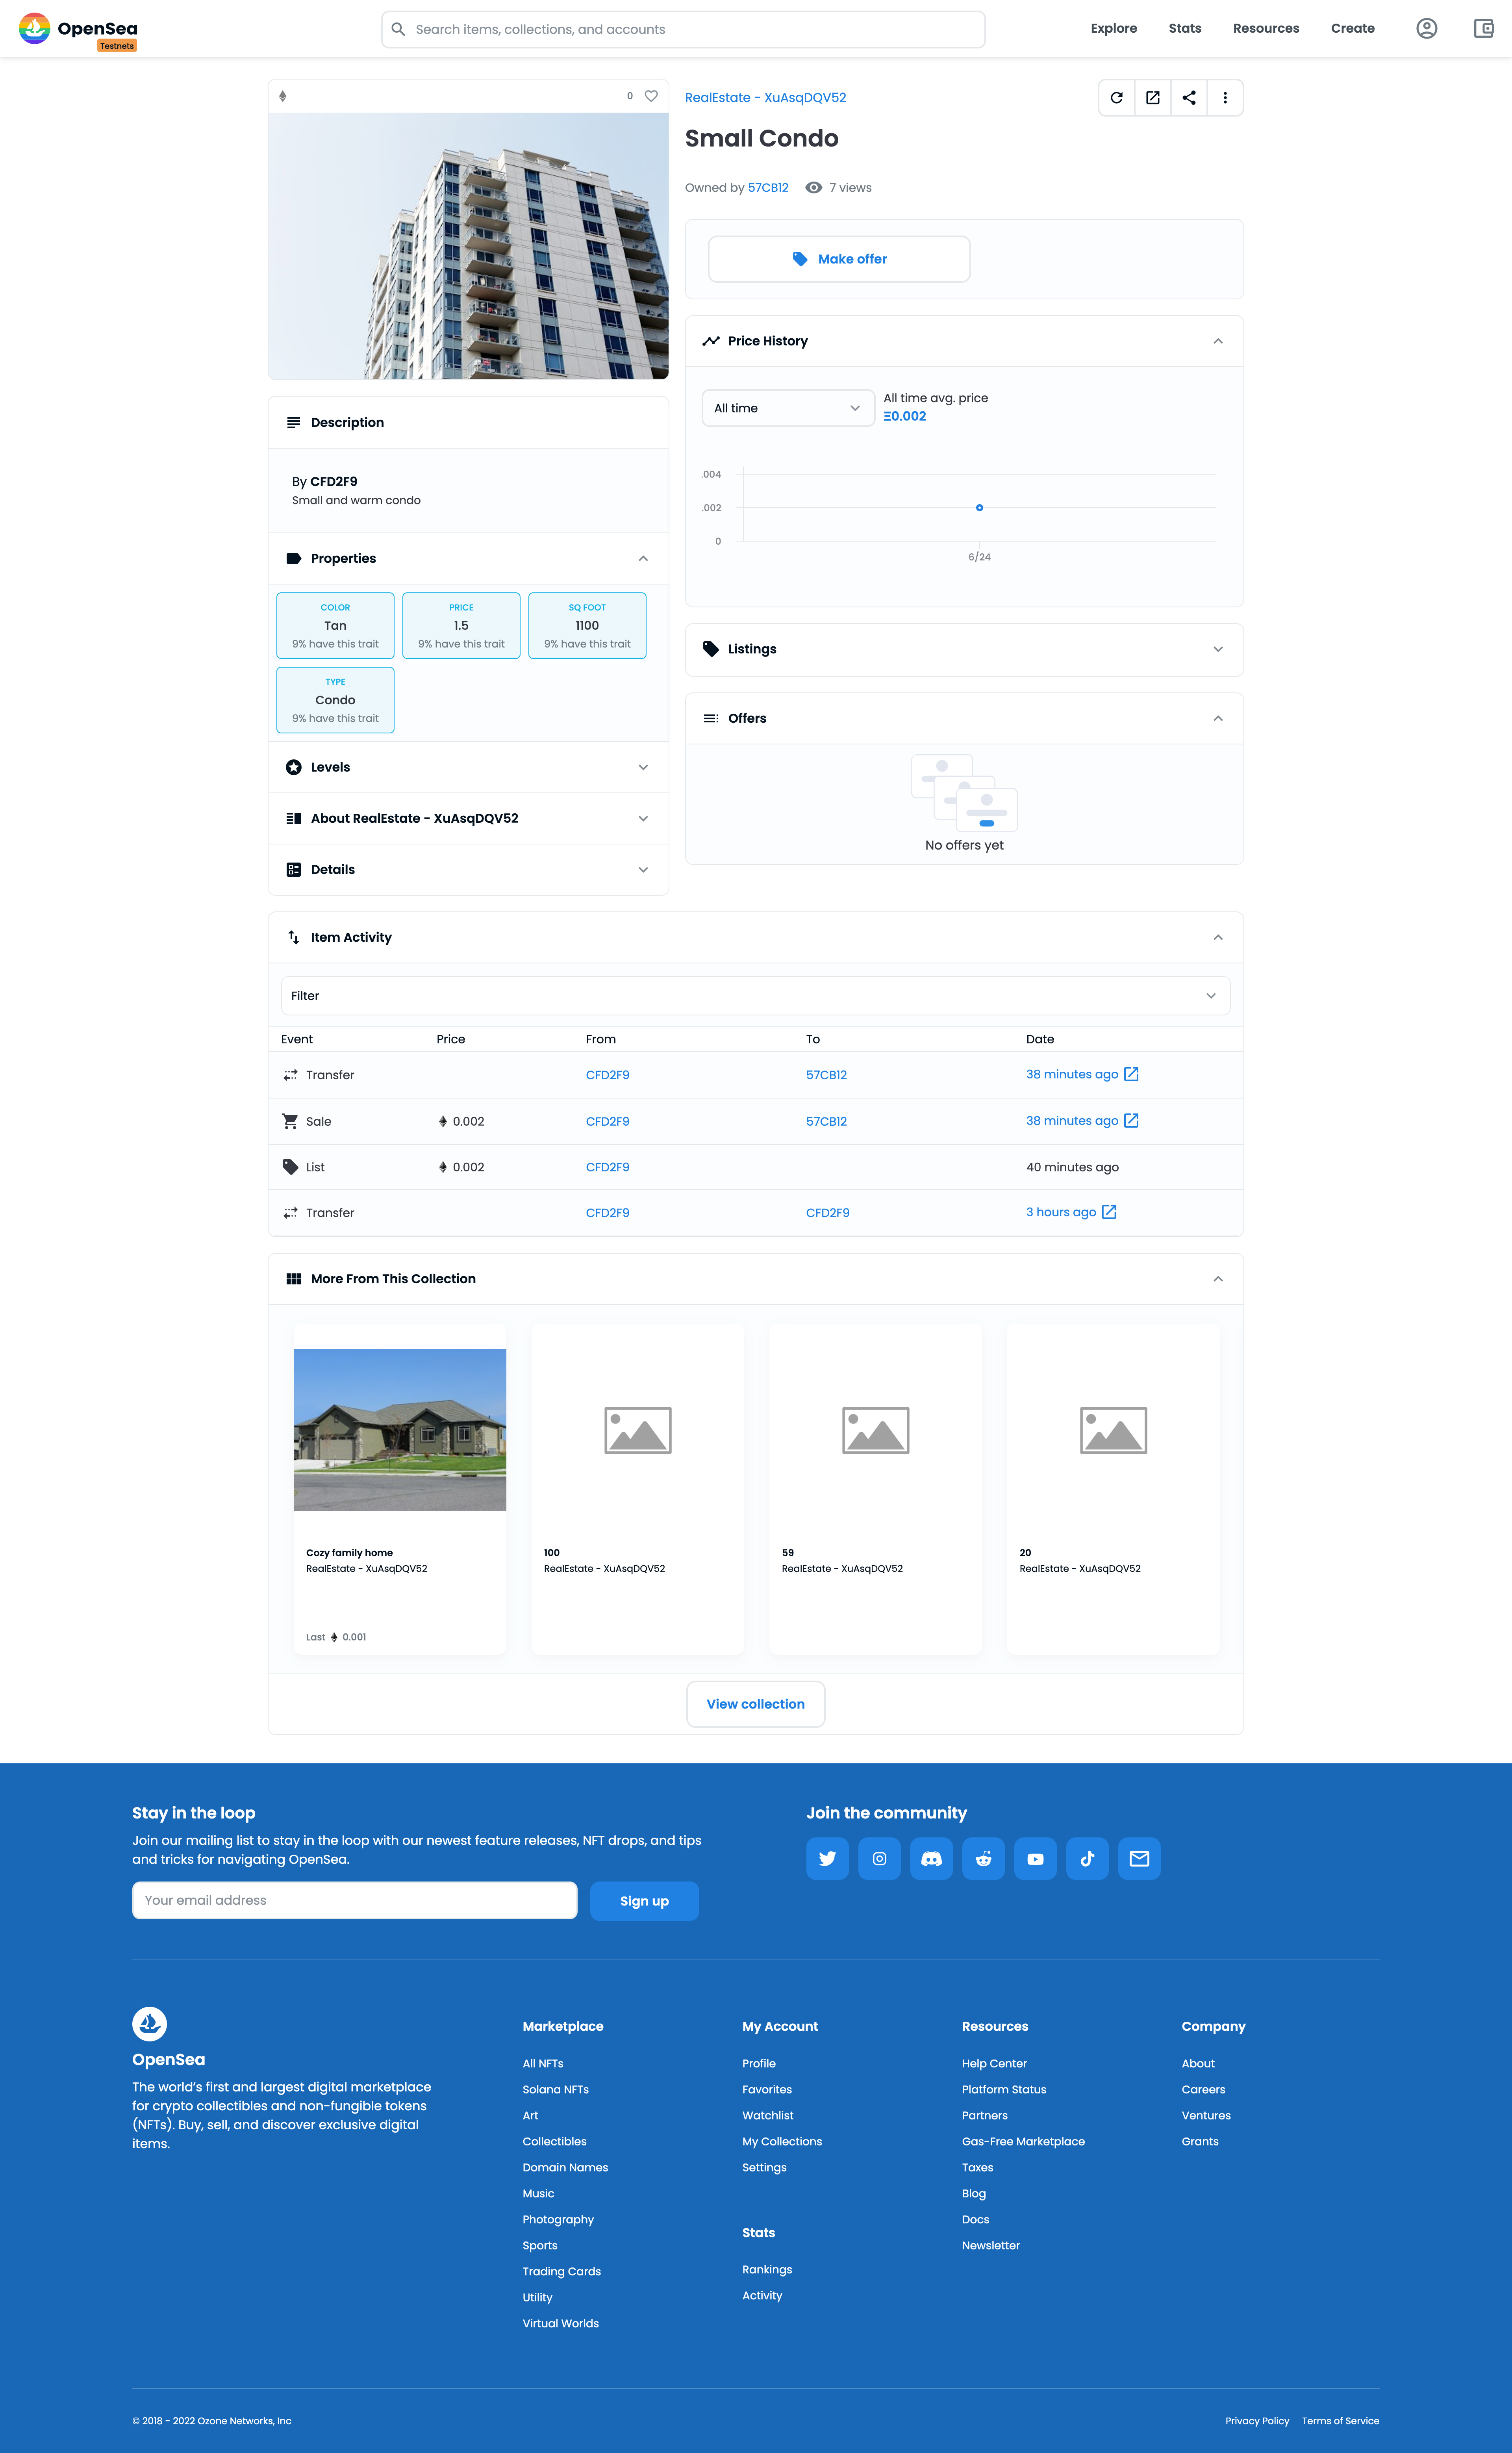 OpenSea
Testnets
Search items, collections, and accounts
Explore
Stats
Resources
Create
0
RealEstate - XuAsqDQV52
Small Condo
Owned by 57CB12
7 views
Make offer
Price History
All time
All time avg. price
Ξ0.002
.004
.002
0
6/24
Description
By CFD2F9
Small and warm condo
Properties
COLOR
Tan
9% have this trait
PRICE
1.5
9% have this trait
SQ FOOT
1100
9% have this trait
TYPE
Condo
9% have this trait
Levels
About RealEstate - XuAsqDQV52
Details
Listings
Offers
No offers yet
Item Activity
Filter
Event Price From To Date
Transfer CFD2F9 57CB12 38 minutes ago
Sale 0.002 CFD2F9 57CB12 38 minutes ago
List 0.002 CFD2F9 40 minutes ago
Transfer CFD2F9 CFD2F9 3 hours ago
More From This Collection
Cozy family home
RealEstate - XuAsqDQV52
Last 0.001
100
RealEstate - XuAsqDQV52
59
RealEstate - XuAsqDQV52
20
RealEstate - XuAsqDQV52
View collection
Stay in the loop
Join our mailing list to stay in the loop with our newest feature releases, NFT drops, and tips
and tricks for navigating OpenSea.
Your email address
Sign up
Join the community
OpenSea
The world's first and largest digital marketplace
for crypto collectibles and non-fungible tokens
(NFTs). Buy, sell, and discover exclusive digital
items.
Marketplace
All NFTs
Solana NFTs
Art
Collectibles
Domain Names
Music
Photography
Sports
Trading Cards
Utility
Virtual Worlds
My Account
Profile
Favorites
Watchlist
My Collections
Settings
Stats
Rankings
Activity
Resources
Help Center
Platform Status
Partners
Gas-Free Marketplace
Taxes
Blog
Docs
Newsletter
Company
About
Careers
Ventures
Grants
© 2018 - 2022 Ozone Networks, Inc
Privacy Policy
Terms of Service